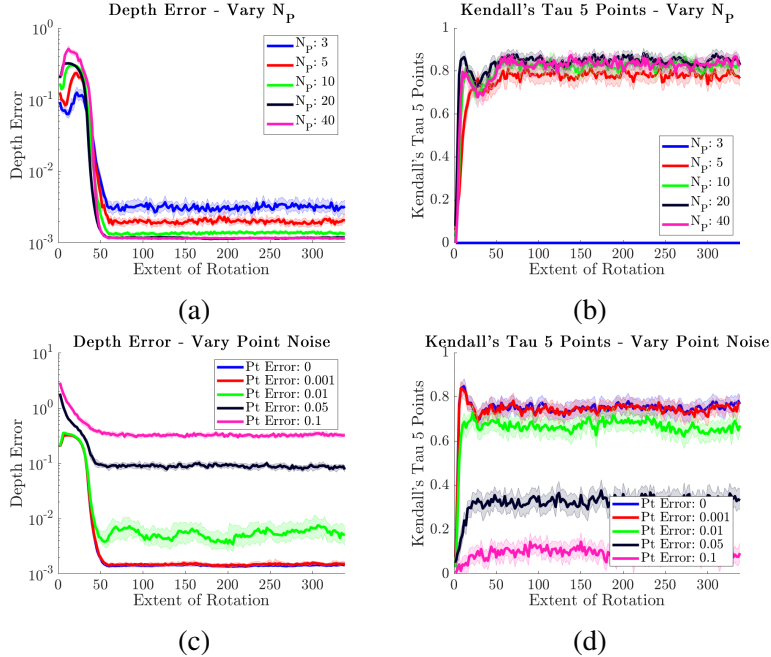 Depth Error - Vary N_P
10^0
10^-1
10^-2
10^-3
Depth Error
0 50 100 150 200 250 300
Extent of Rotation
N_P: 3
N_P: 5
N_P: 10
N_P: 20
N_P: 40
(a)
Kendall's Tau 5 Points - Vary N_P
1
0.8
0.6
0.4
0.2
0
Kendall's Tau 5 Points
0 50 100 150 200 250 300
Extent of Rotation
N_P: 3
N_P: 5
N_P: 10
N_P: 20
N_P: 40
(b)
Depth Error - Vary Point Noise
10^1
10^0
10^-1
10^-2
10^-3
Depth Error
0 50 100 150 200 250 300
Extent of Rotation
Pt Error: 0
Pt Error: 0.001
Pt Error: 0.01
Pt Error: 0.05
Pt Error: 0.1
(c)
Kendall's Tau 5 Points - Vary Point Noise
1
0.8
0.6
0.4
0.2
0
Kendall's Tau 5 Points
0 50 100 150 200 250 300
Extent of Rotation
Pt Error: 0
Pt Error: 0.001
Pt Error: 0.01
Pt Error: 0.05
Pt Error: 0.1
(d)